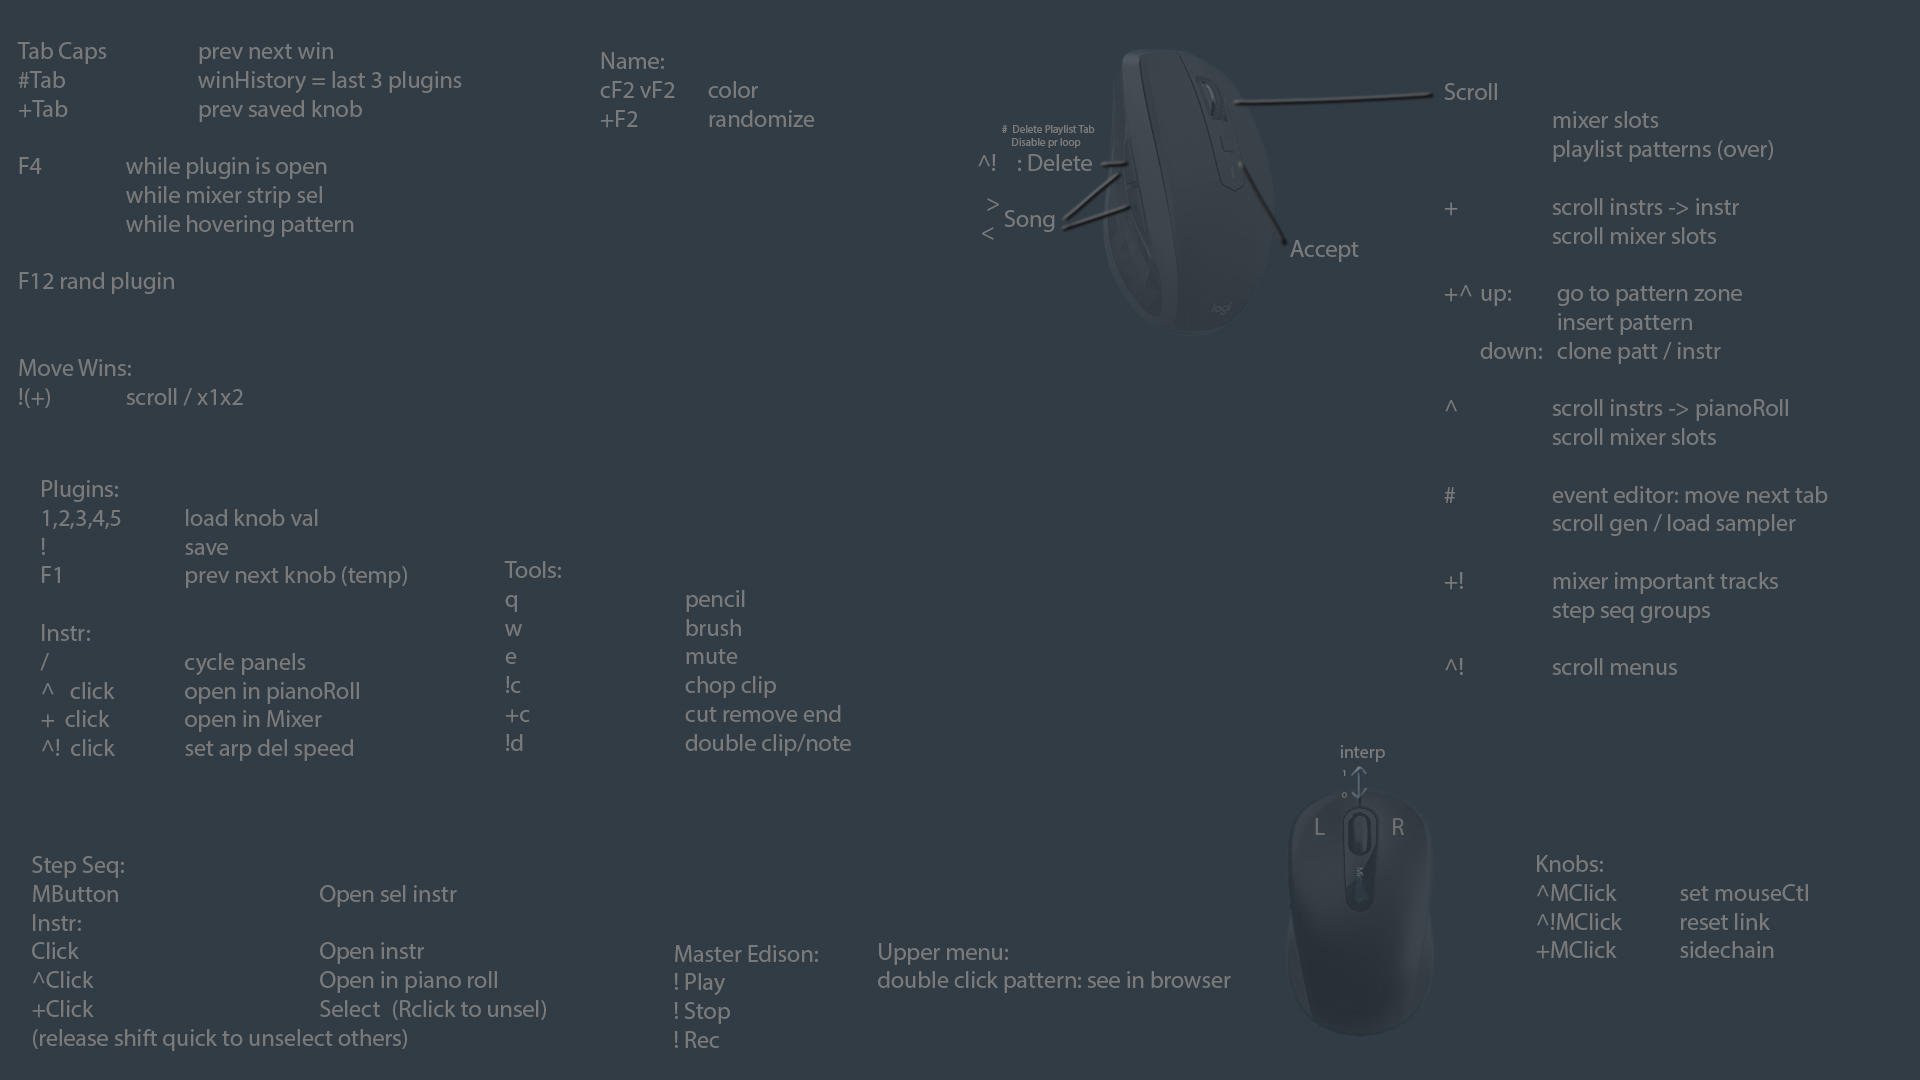 Tab Caps prev next win
#Tab winHistory = last 3 plugins
+Tab prev saved knob
F4 while plugin is open
while mixer strip sel
while hovering pattern
F12 rand plugin
Move Wins:
!(+) scroll / x1x2
Name:
cF2 vF2 color
+F2 randomize
# Delete Playlist Tab
Disable pr loop
^! : Delete
>
Song
<
Accept
logi
Scroll
mixer slots
playlist patterns (over)
+ scroll instrs -> instr
scroll mixer slots
+^ up: go to pattern zone
insert pattern
down: clone patt / instr
^ scroll instrs -> pianoRoll
scroll mixer slots
# event editor: move next tab
scroll gen / load sampler
+! mixer important tracks
step seq groups
^! scroll menus
Plugins:
1,2,3,4,5 load knob val
! save
F1 prev next knob (temp)
Instr:
/ cycle panels
^ click open in pianoRoll
+ click open in Mixer
^! click set arp del speed
Tools:
q pencil
w brush
e mute
!c chop clip
+c cut remove end
!d double clip/note
Step Seq:
MButton Open sel instr
Instr:
Click Open instr
^Click Open in piano roll
+Click Select (Rclick to unsel)
(release shift quick to unselect others)
Master Edison:
! Play
! Stop
! Rec
Upper menu:
double click pattern: see in browser
interp
1
0
L R
Knobs:
^MClick set mouseCtl
^!MClick reset link
+MClick sidechain